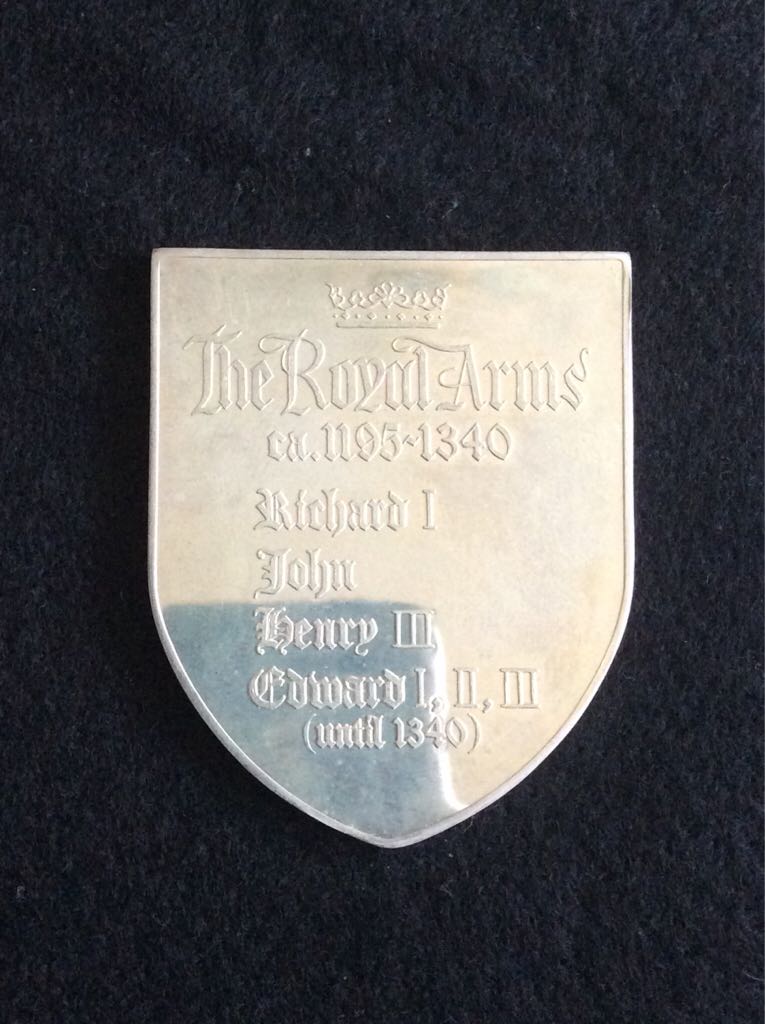 The Royal Arms
ca. 1195-1340
Richard I
John
Henry III
Edward I, II, III
(until 1340)